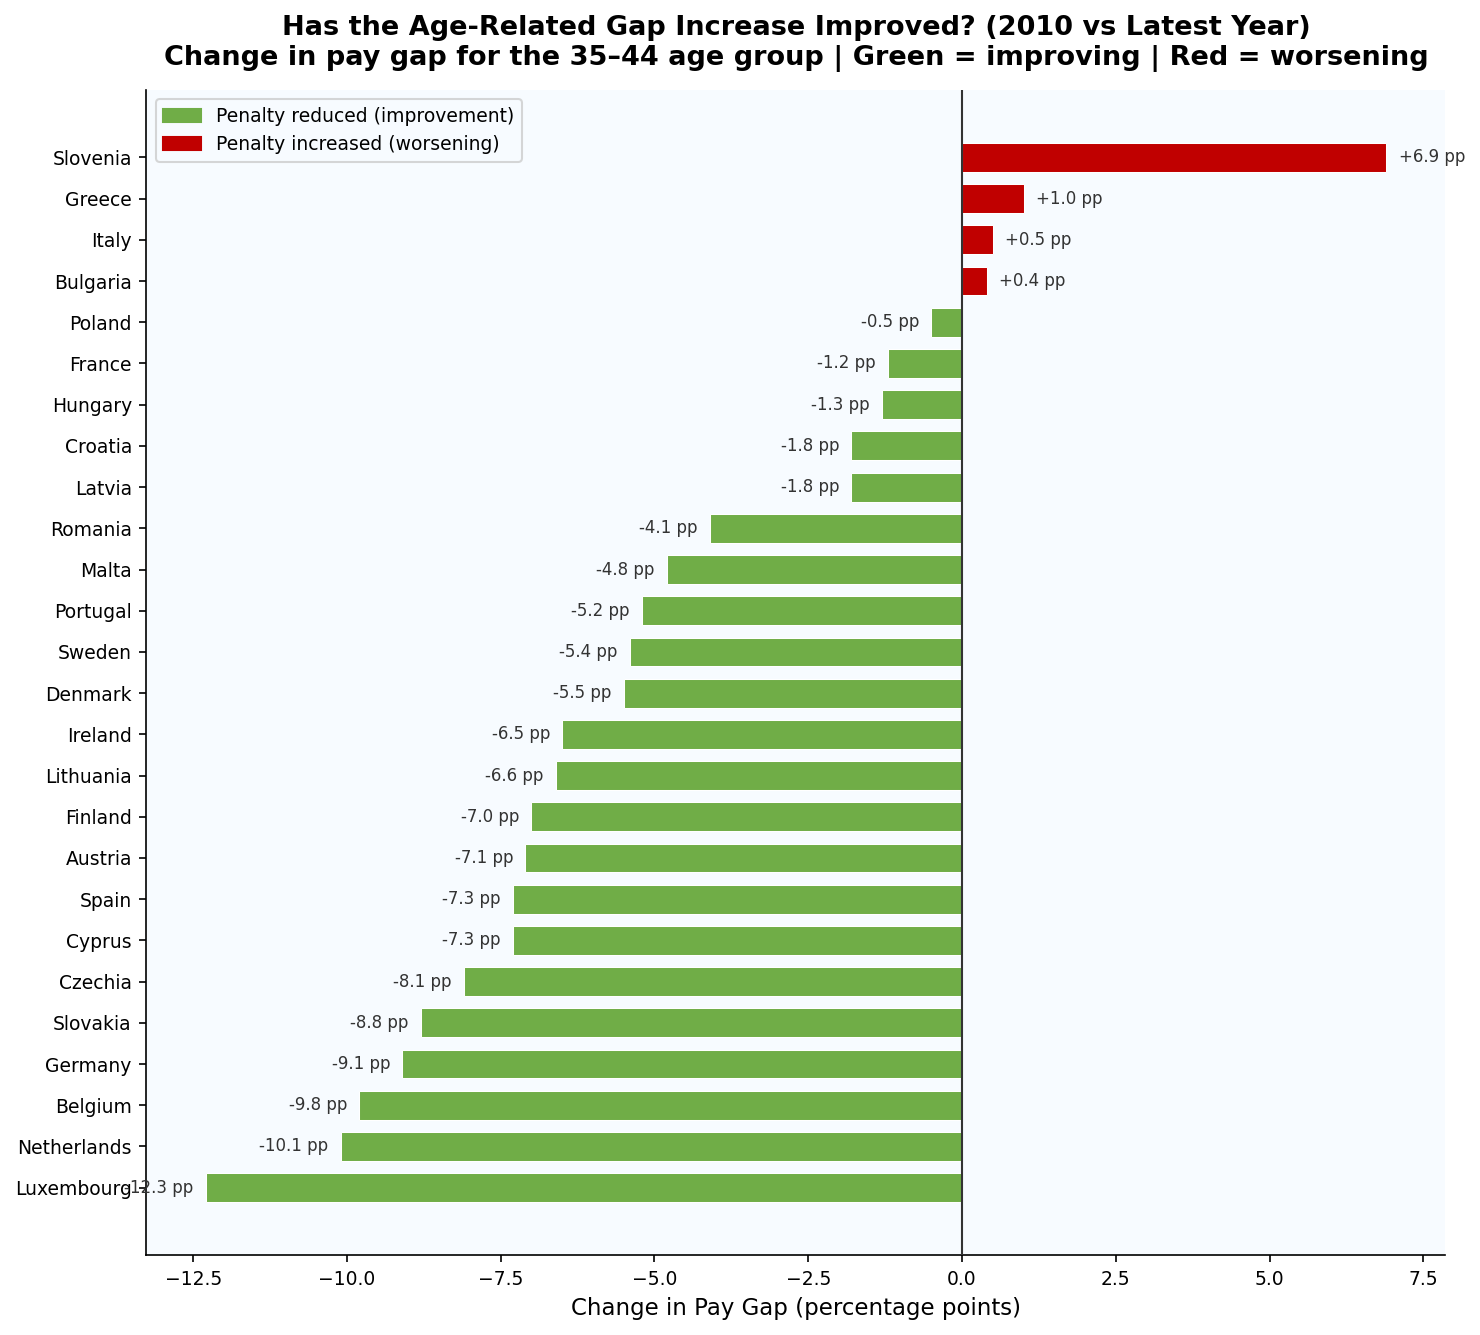 Has the Age-Related Gap Increase Improved? (2010 vs Latest Year)
Change in pay gap for the 35–44 age group | Green = improving | Red = worsening
Penalty reduced (improvement)
Penalty increased (worsening)
Slovenia +6.9 pp
Greece +1.0 pp
Italy +0.5 pp
Bulgaria +0.4 pp
Poland -0.5 pp
France -1.2 pp
Hungary -1.3 pp
Croatia -1.8 pp
Latvia -1.8 pp
Romania -4.1 pp
Malta -4.8 pp
Portugal -5.2 pp
Sweden -5.4 pp
Denmark -5.5 pp
Ireland -6.5 pp
Lithuania -6.6 pp
Finland -7.0 pp
Austria -7.1 pp
Spain -7.3 pp
Cyprus -7.3 pp
Czechia -8.1 pp
Slovakia -8.8 pp
Germany -9.1 pp
Belgium -9.8 pp
Netherlands -10.1 pp
Luxembourg -12.3 pp
−12.5 −10.0 −7.5 −5.0 −2.5 0.0 2.5 5.0 7.5
Change in Pay Gap (percentage points)